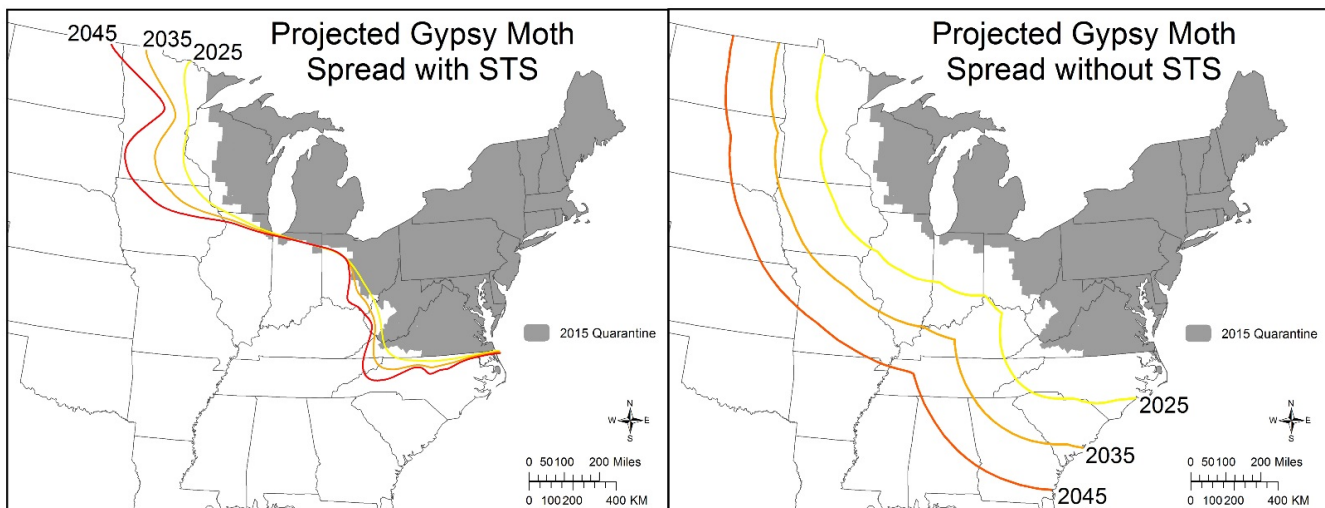 Projected Gypsy Moth
Spread with STS
2045
2035
2025
2015 Quarantine
N
W E
S
0 50 100 200 Miles
0 100 200 400 KM
Projected Gypsy Moth
Spread without STS
2015 Quarantine
2025
2035
2045
N
W E
S
0 50 100 200 Miles
0 100 200 400 KM